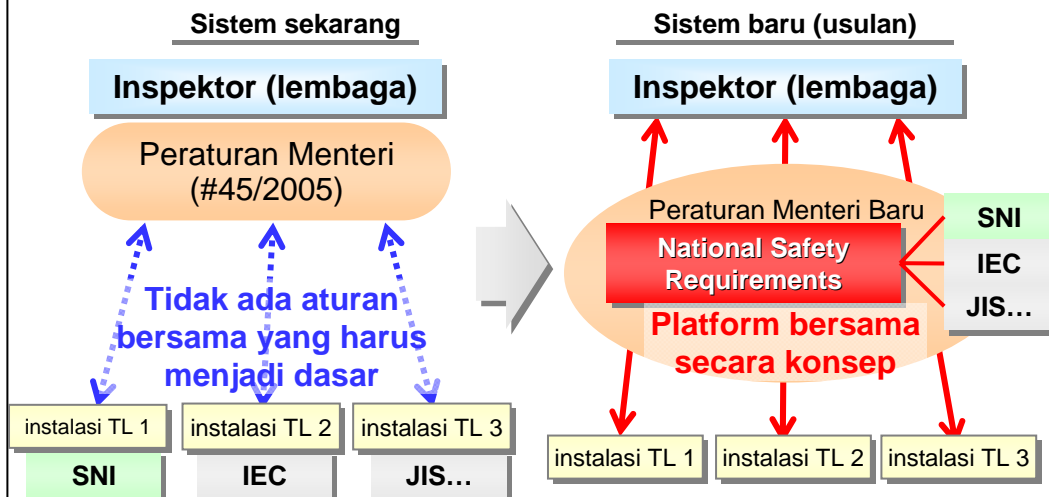 Sistem sekarang
Inspektor (lembaga)
Peraturan Menteri
(#45/2005)
Tidak ada aturan
bersama yang harus
menjadi dasar
instalasi TL 1
instalasi TL 2
instalasi TL 3
SNI
IEC
JIS…
Sistem baru (usulan)
Inspektor (lembaga)
Peraturan Menteri Baru
National Safety
Requirements
SNI
IEC
JIS…
Platform bersama
secara konsep
instalasi TL 1
instalasi TL 2
instalasi TL 3